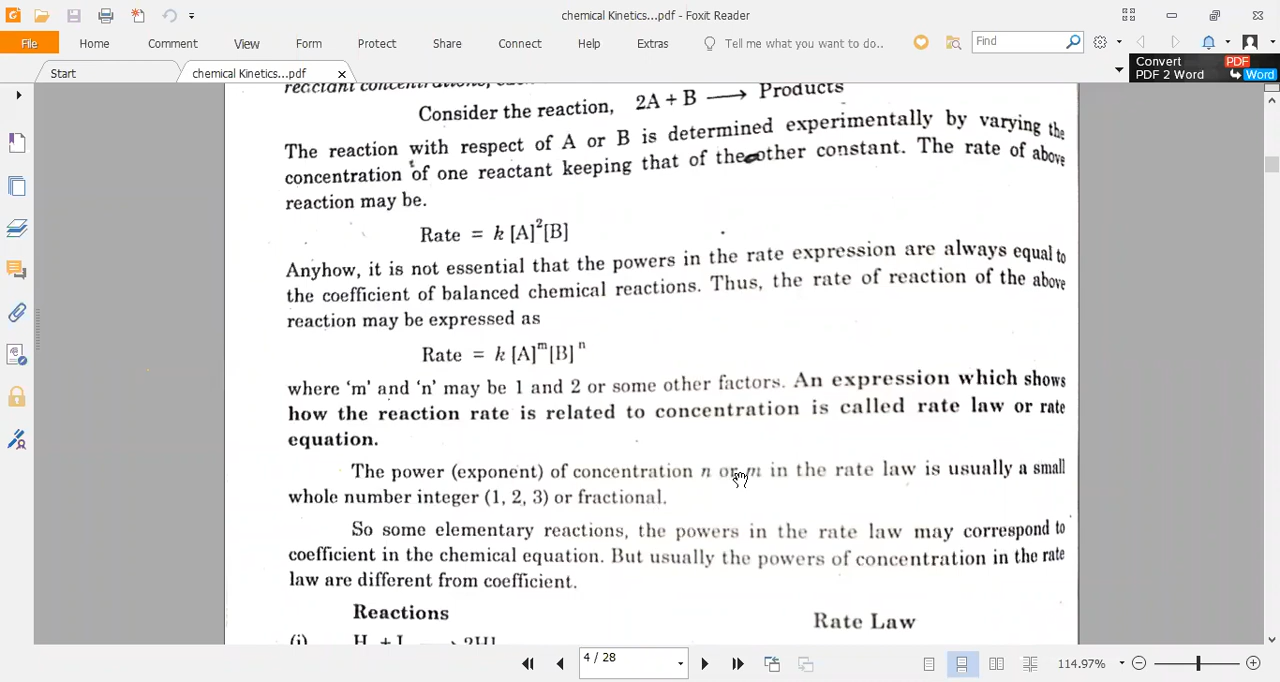 chemical Kinetics...pdf - Foxit Reader
File Home Comment View Form Protect Share Connect Help Extras Tell me what you want to do.. Find
Start chemical Kinetics...pdf
Convert PDF
PDF 2 Word Word
reactant concentrations,
Consider the reaction, 2A + B ⟶ Products
The reaction with respect of A or B is determined experimentally by varying the
concentration of one reactant keeping that of the other constant. The rate of above
reaction may be.
Rate = k [A]²[B]
Anyhow, it is not essential that the powers in the rate expression are always equal to
the coefficient of balanced chemical reactions. Thus, the rate of reaction of the above
reaction may be expressed as
Rate = k [A]ᵐ[B]ⁿ
where 'm' and 'n' may be 1 and 2 or some other factors. An expression which shows
how the reaction rate is related to concentration is called rate law or rate
equation.
The power (exponent) of concentration n or m in the rate law is usually a small
whole number integer (1, 2, 3) or fractional.
So some elementary reactions, the powers in the rate law may correspond to
coefficient in the chemical equation. But usually the powers of concentration in the rate
law are different from coefficient.
Reactions Rate Law
(i) H + I ⟶ 2HI
4 / 28 114.97%